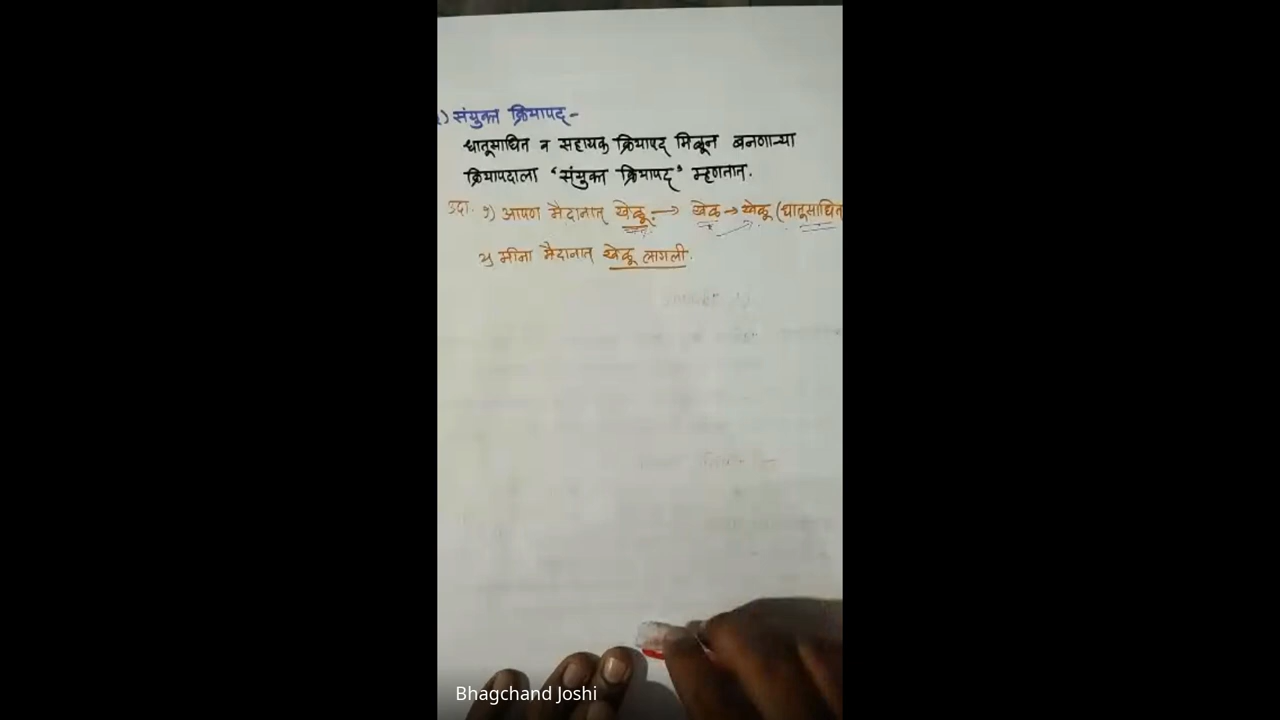 संयुक्त क्रियापद् -
धातूसाधित व सहाय्यक क्रियापद् मिळून बनणाऱ्या
क्रियापदाला "संयुक्त क्रियापद्" म्हणतात.
उदा. १) आपण मैदानात् खेळू. → खेळ → खेळू (धातूसाधित
२) मीना मैदानात् खेळू लागली.
Bhagchand Joshi